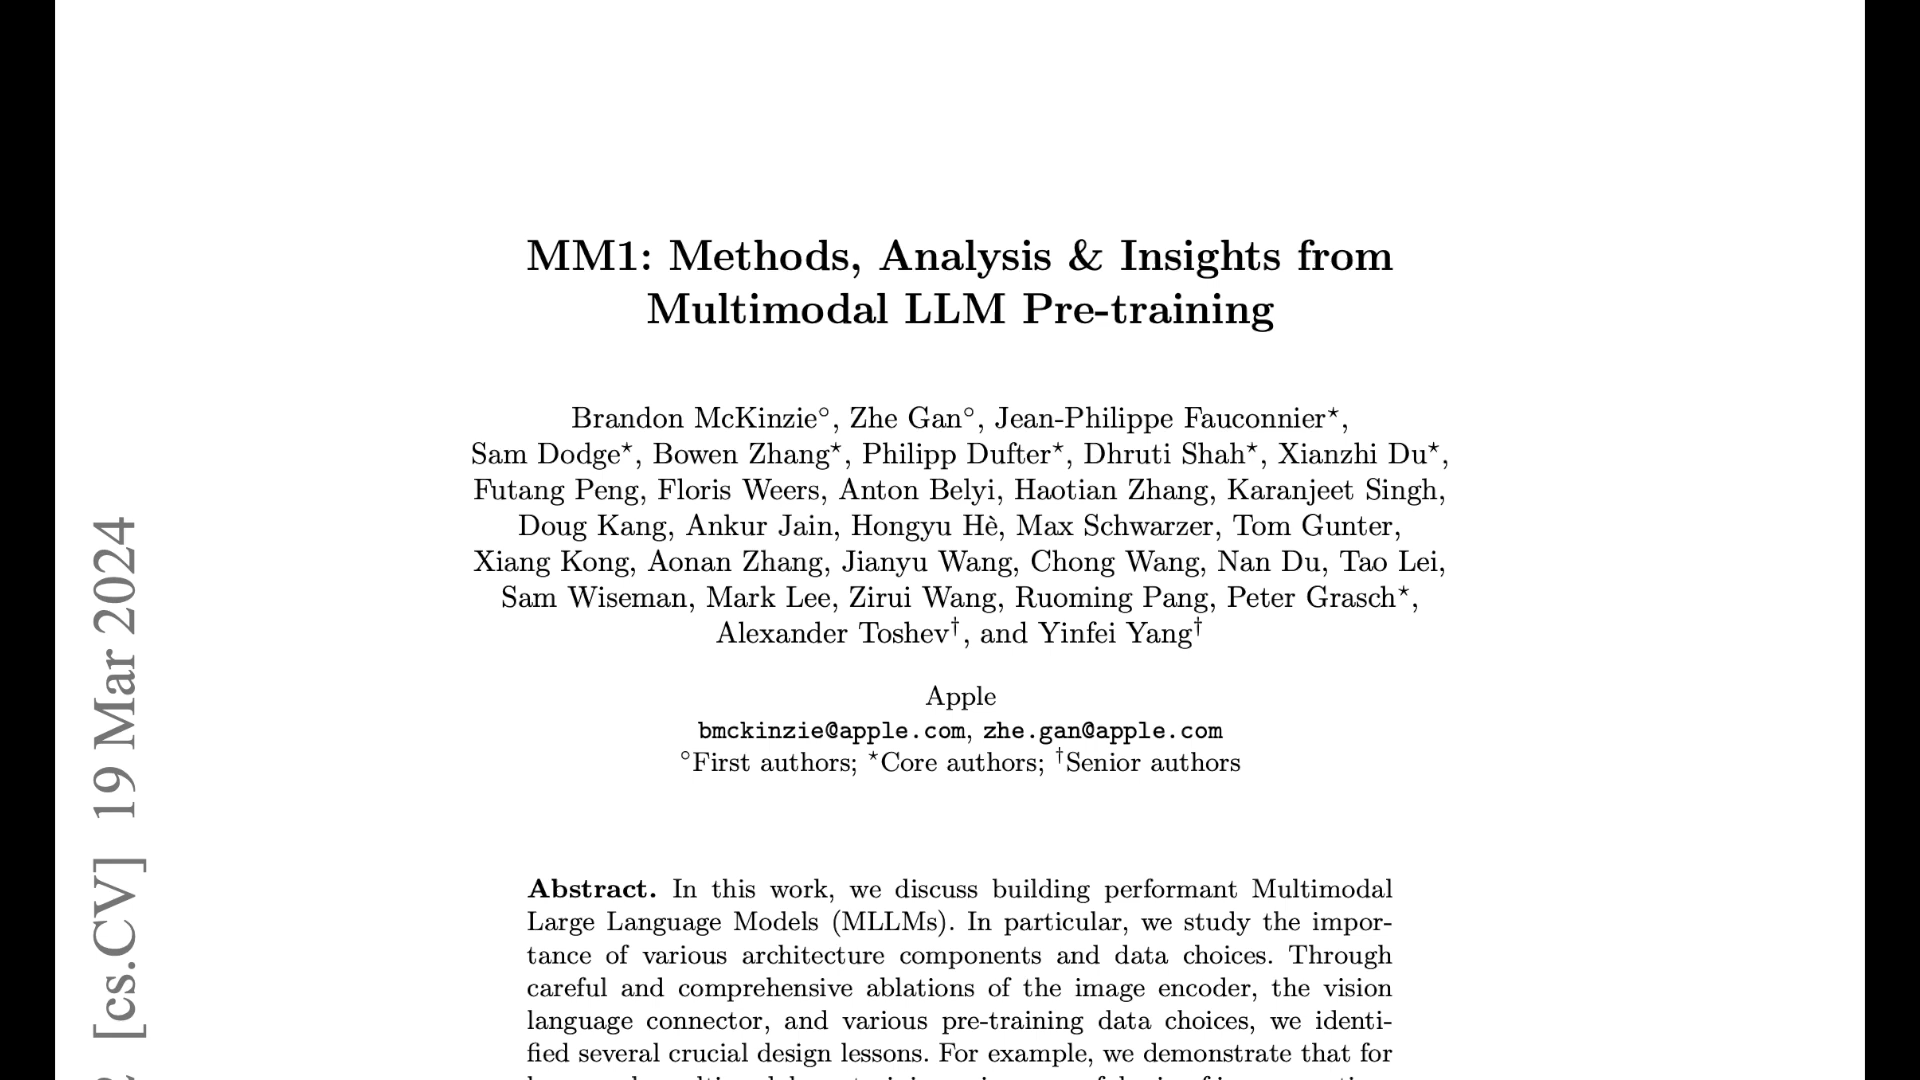 MM1: Methods, Analysis & Insights from
Multimodal LLM Pre-training
Brandon McKinzie°, Zhe Gan°, Jean-Philippe Fauconnier⋆,
Sam Dodge⋆, Bowen Zhang⋆, Philipp Dufter⋆, Dhruti Shah⋆, Xianzhi Du⋆,
Futang Peng, Floris Weers, Anton Belyi, Haotian Zhang, Karanjeet Singh,
Doug Kang, Ankur Jain, Hongyu Hè, Max Schwarzer, Tom Gunter,
Xiang Kong, Aonan Zhang, Jianyu Wang, Chong Wang, Nan Du, Tao Lei,
Sam Wiseman, Mark Lee, Zirui Wang, Ruoming Pang, Peter Grasch⋆,
Alexander Toshev†, and Yinfei Yang†
Apple
bmckinzie@apple.com, zhe.gan@apple.com
°First authors; ⋆Core authors; †Senior authors
Abstract. In this work, we discuss building performant Multimodal
Large Language Models (MLLMs). In particular, we study the impor-
tance of various architecture components and data choices. Through
careful and comprehensive ablations of the image encoder, the vision
language connector, and various pre-training data choices, we identi-
fied several crucial design lessons. For example, we demonstrate that for
[cs.CV] 19 Mar 2024